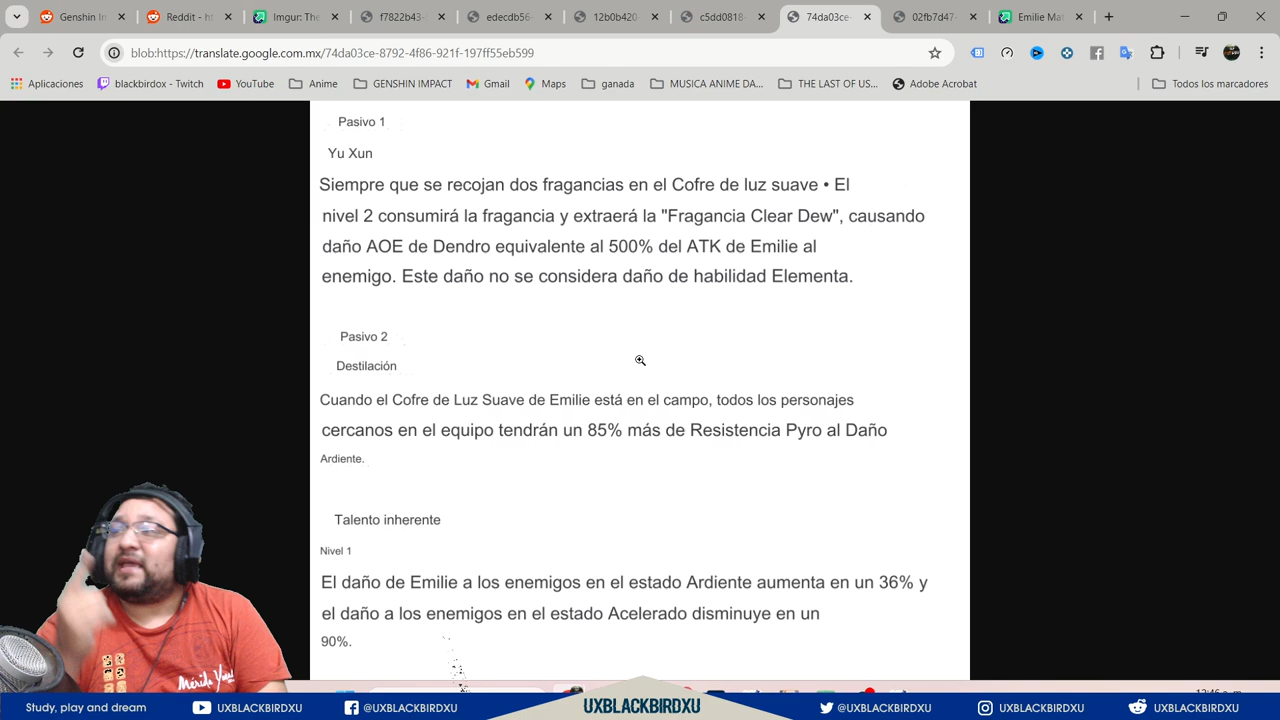 Genshin In
Reddit - ht
Imgur: The
f7822b43-
edecdb56-
12b0b420
c5dd0818-
74da03ce-
02fb7d47-
Emilie Mat
blob:https://translate.google.com.mx/74da03ce-8792-4f86-921f-197ff55eb599
Aplicaciones
blackbirdox - Twitch
YouTube
Anime
GENSHIN IMPACT
Gmail
Maps
ganada
MUSICA ANIME DA...
THE LAST OF US...
Adobe Acrobat
Todos los marcadores
Pasivo 1
Yu Xun
Siempre que se recojan dos fragancias en el Cofre de luz suave • El
nivel 2 consumirá la fragancia y extraerá la "Fragancia Clear Dew", causando
daño AOE de Dendro equivalente al 500% del ATK de Emilie al
enemigo. Este daño no se considera daño de habilidad Elementa.
Pasivo 2
Destilación
Cuando el Cofre de Luz Suave de Emilie está en el campo, todos los personajes
cercanos en el equipo tendrán un 85% más de Resistencia Pyro al Daño
Ardiente.
Talento inherente
Nivel 1
El daño de Emilie a los enemigos en el estado Ardiente aumenta en un 36% y
el daño a los enemigos en el estado Acelerado disminuye en un
90%.
Study, play and dream
UXBLACKBIRDXU
@UXBLACKBIRDXU
UXBLACKBIRDXU
@UXBLACKBIRDXU
UXBLACKBIRDXU
UXBLACKBIRDXU